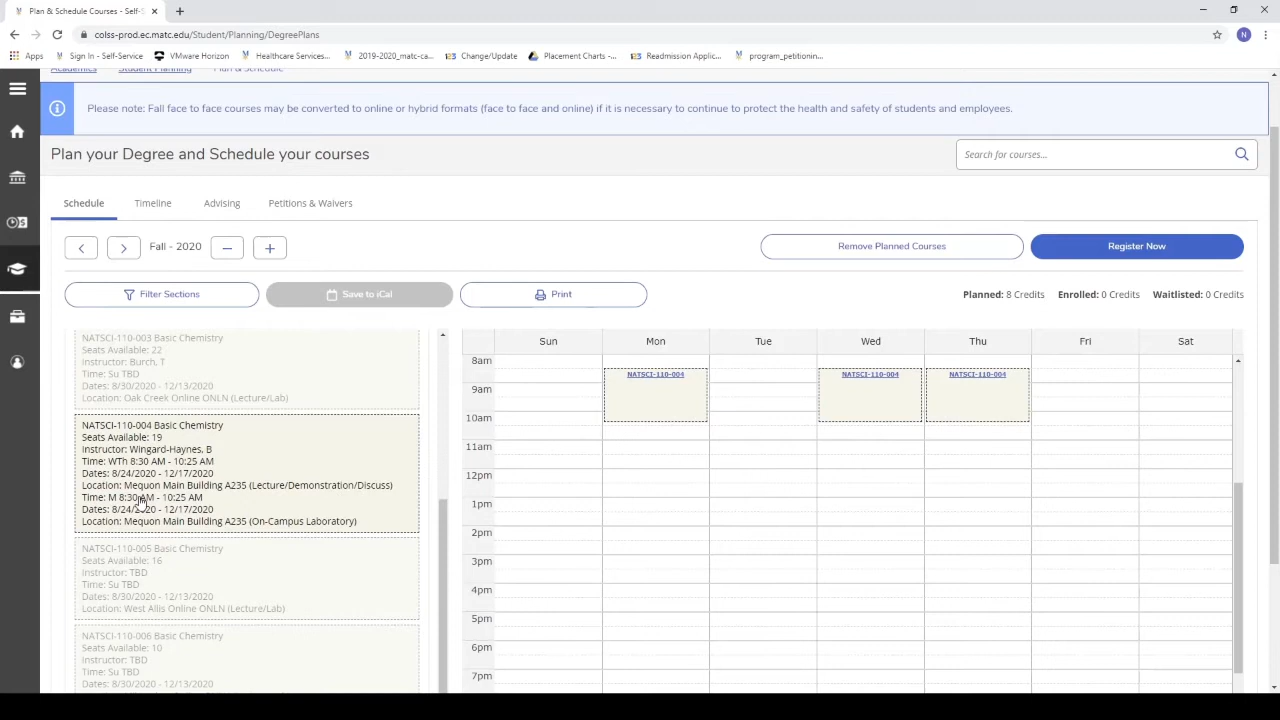 Plan & Schedule Courses - Self-S
colss-prod.ec.matc.edu/Student/Planning/DegreePlans
N
Apps Sign In - Self-Service VMware Horizon Healthcare Services... 2019-2020_matc-ca... Change/Update Placement Charts -... Readmission Applic... program_petitionin...
Academics Student Planning Plan & Schedule
Please note: Fall face to face courses may be converted to online or hybrid formats (face to face and online) if it is necessary to continue to protect the health and safety of students and employees.
Plan your Degree and Schedule your courses
Search for courses...
Schedule Timeline Advising Petitions & Waivers
Fall - 2020
Remove Planned Courses Register Now
Filter Sections Save to iCal Print
Planned: 8 Credits Enrolled: 0 Credits Waitlisted: 0 Credits
NATSCI-110-003 Basic Chemistry
Seats Available: 22
Instructor: Burch, T
Time: Su TBD
Dates: 8/30/2020 - 12/13/2020
Location: Oak Creek Online ONLN (Lecture/Lab)
NATSCI-110-004 Basic Chemistry
Seats Available: 19
Instructor: Wingard-Haynes, B
Time: WTh 8:30 AM - 10:25 AM
Dates: 8/24/2020 - 12/17/2020
Location: Mequon Main Building A235 (Lecture/Demonstration/Discuss)
Time: M 8:30 AM - 10:25 AM
Dates: 8/24/2020 - 12/17/2020
Location: Mequon Main Building A235 (On-Campus Laboratory)
NATSCI-110-005 Basic Chemistry
Seats Available: 16
Instructor: TBD
Time: Su TBD
Dates: 8/30/2020 - 12/13/2020
Location: West Allis Online ONLN (Lecture/Lab)
NATSCI-110-006 Basic Chemistry
Seats Available: 10
Instructor: TBD
Time: Su TBD
Dates: 8/30/2020 - 12/13/2020
Sun Mon Tue Wed Thu Fri Sat
8am
NATSCI-110-004 NATSCI-110-004 NATSCI-110-004
9am
10am
11am
12pm
1pm
2pm
3pm
4pm
5pm
6pm
7pm